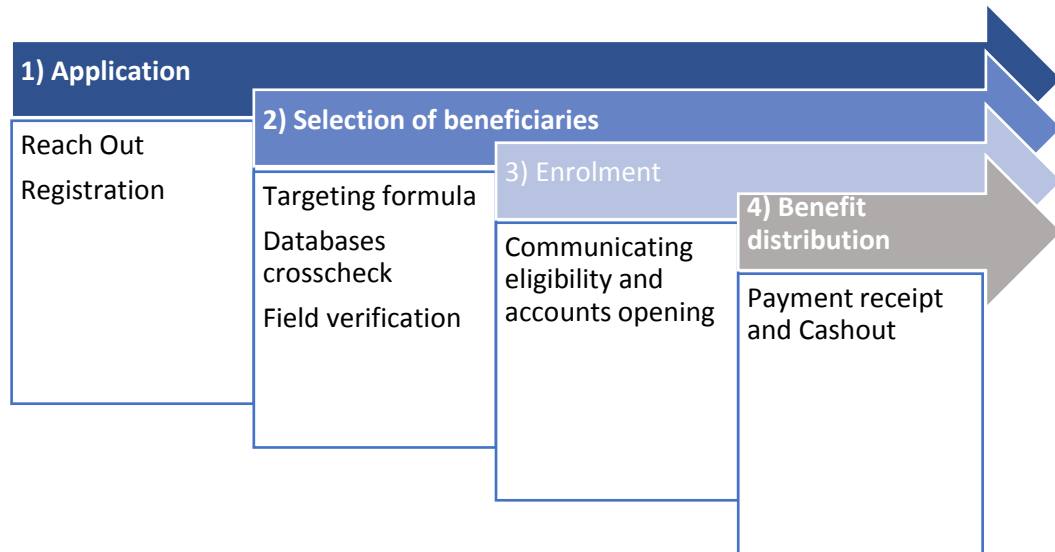 1) Application
Reach Out
Registration
2) Selection of beneficiaries
Targeting formula
Databases
crosscheck
Field verification
3) Enrolment
Communicating
eligibility and
accounts opening
4) Benefit
distribution
Payment receipt
and Cashout